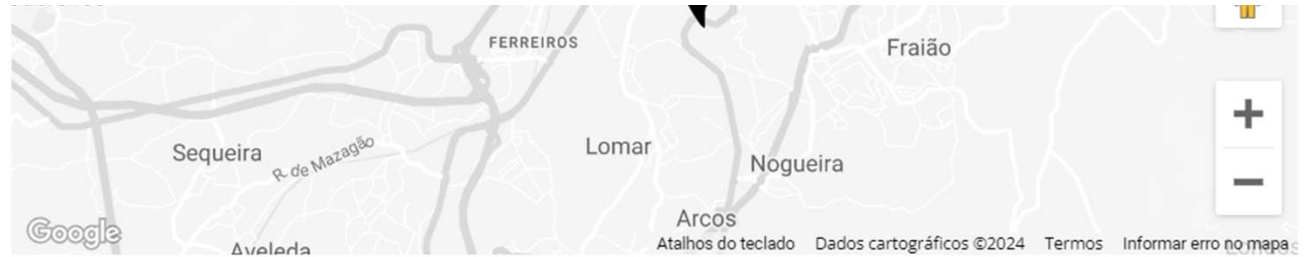 FERREIROS
Fraião
Lomar
Sequeira
R. de Mazagão
Nogueira
Arcos
Google
Aveleda
Atalhos do teclado Dados cartográficos ©2024 Termos Informar erro no mapa